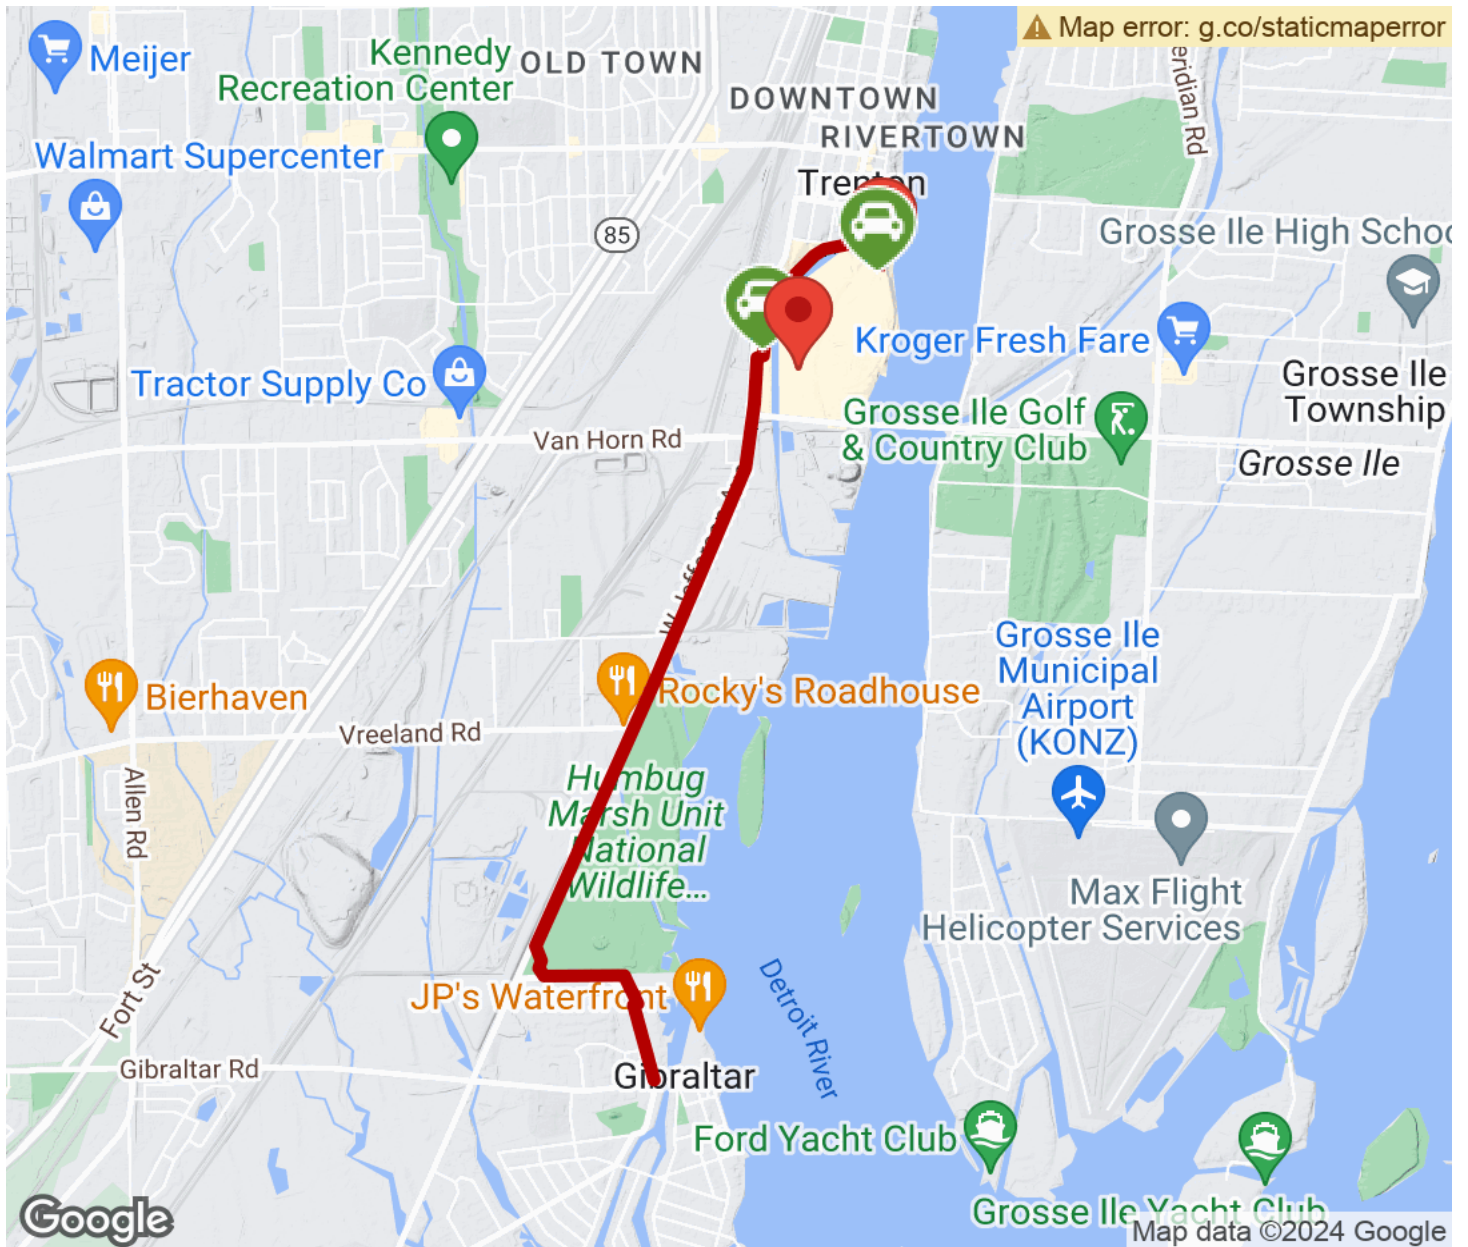 Map error: g.co/staticmaperror
Meijer
Kennedy
Recreation Center
OLD TOWN
DOWNTOWN
RIVERTOWN
Walmart Supercenter
Trenton
85
Grosse Ile High Schoo
Kroger Fresh Fare
Tractor Supply Co
Grosse Ile
Township
Grosse Ile Golf
& Country Club
Van Horn Rd
Grosse Ile
Grosse Ile
Municipal
Airport
(KONZ)
Bierhaven
Rocky's Roadhouse
Vreeland Rd
Allen Rd
Humbug
Marsh Unit
National
Wildlife...
Max Flight
Helicopter Services
JP's Waterfront
Detroit River
Fort St
Gibraltar Rd
Gibraltar
Ford Yacht Club
Grosse Ile Yacht Club
Google
Map data ©2024 Google